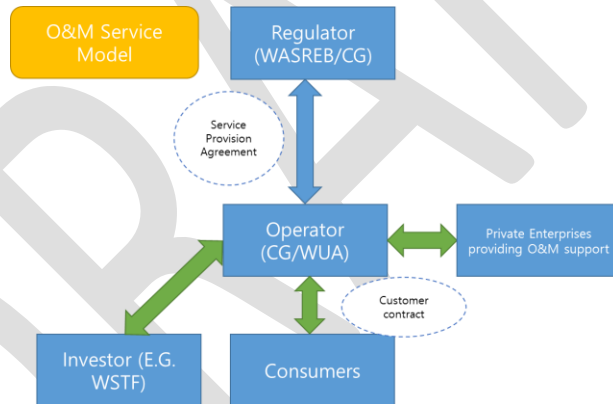 O&M Service
Model
Regulator
(WASREB/CG)
Service
Provision
Agreement
Operator
(CG/WUA)
Private Enterprises
providing O&M support
Customer
contract
Investor (E.G.
WSTF)
Consumers